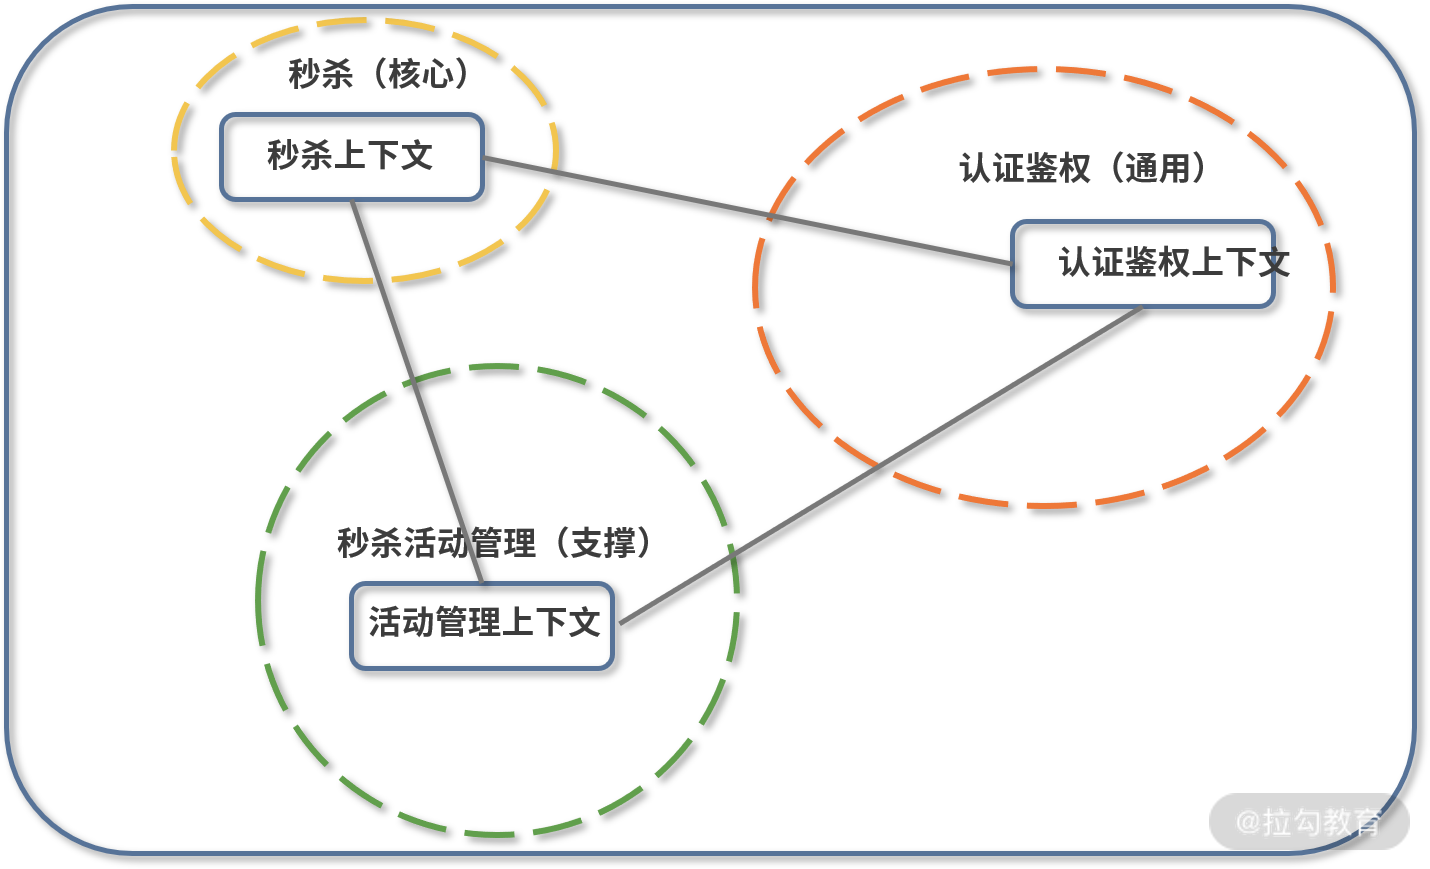 秒杀（核心）
秒杀上下文
认证鉴权（通用）
认证鉴权上下文
秒杀活动管理（支撑）
活动管理上下文
@拉勾教育